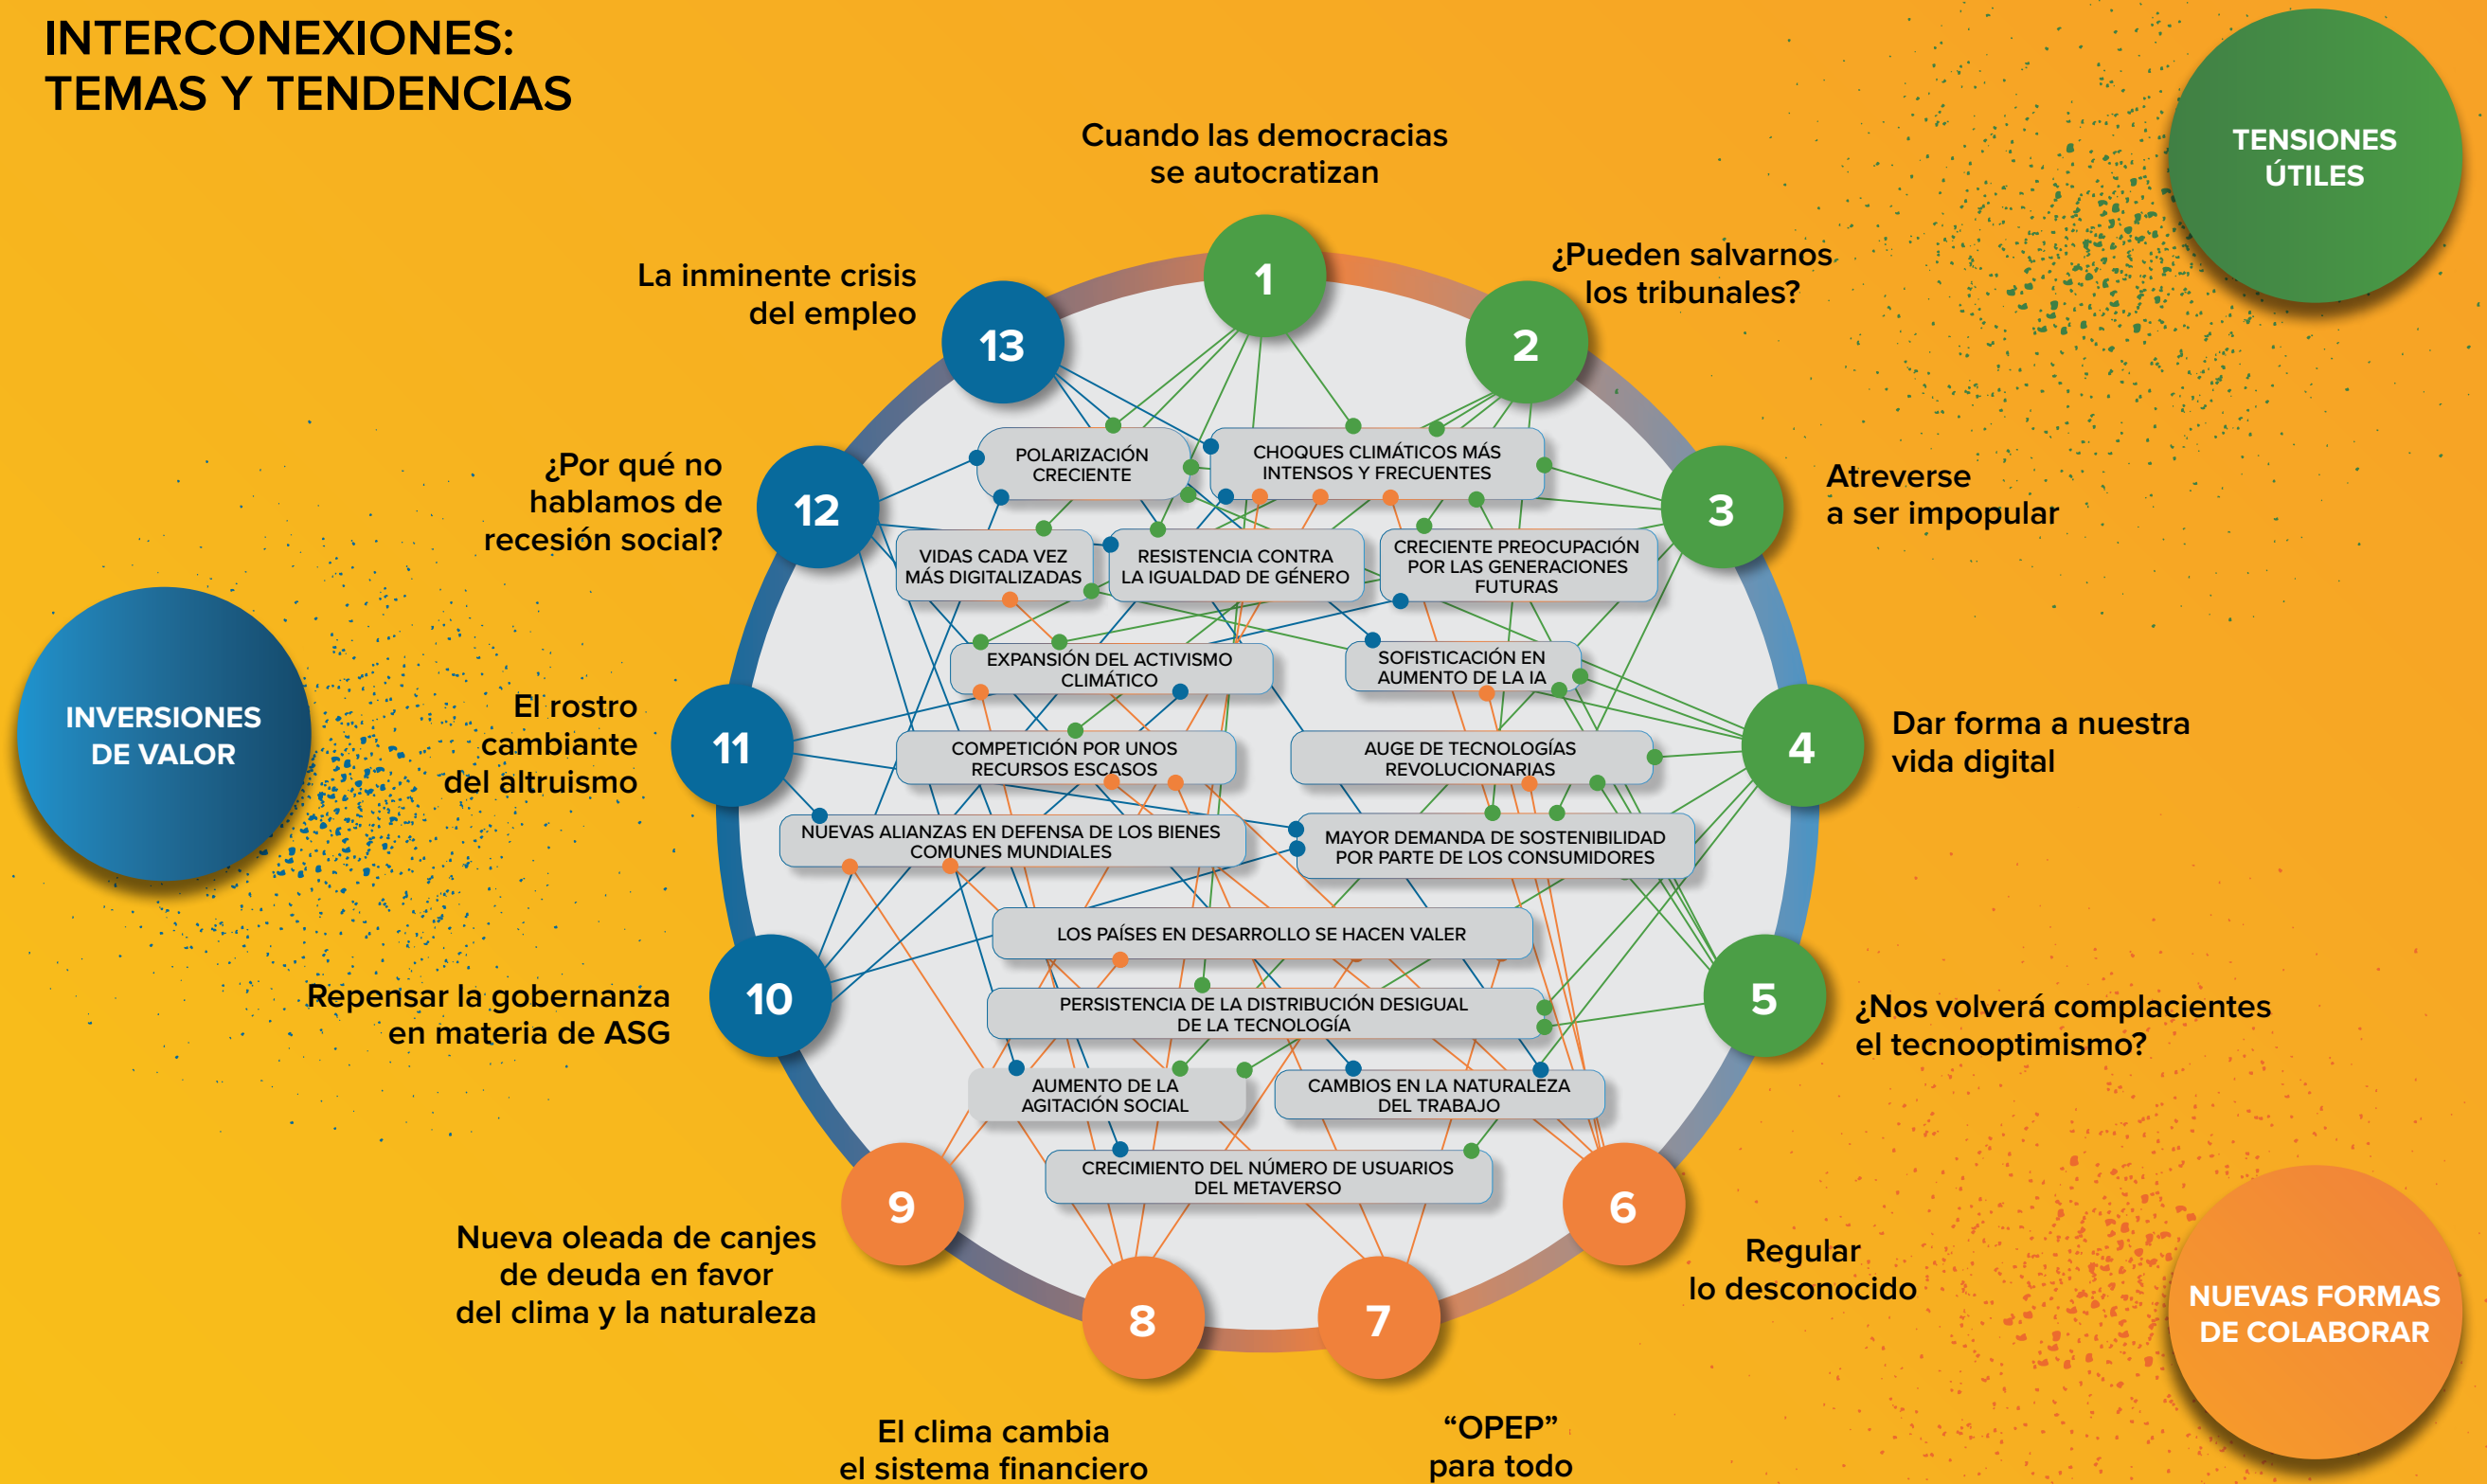 INTERCONEXIONES:
TEMAS Y TENDENCIAS
TENSIONES
ÚTILES
INVERSIONES
DE VALOR
NUEVAS FORMAS
DE COLABORAR
1
Cuando las democracias
se autocratizan
2
¿Pueden salvarnos
los tribunales?
3
Atreverse
a ser impopular
4
Dar forma a nuestra
vida digital
5
¿Nos volverá complacientes
el tecnooptimismo?
6
Regular
lo desconocido
7
“OPEP”
para todo
8
El clima cambia
el sistema financiero
9
Nueva oleada de canjes
de deuda en favor
del clima y la naturaleza
10
Repensar la gobernanza
en materia de ASG
11
El rostro
cambiante
del altruismo
12
¿Por qué no
hablamos de
recesión social?
13
La inminente crisis
del empleo
POLARIZACIÓN
CRECIENTE
CHOQUES CLIMÁTICOS MÁS
INTENSOS Y FRECUENTES
VIDAS CADA VEZ
MÁS DIGITALIZADAS
RESISTENCIA CONTRA
LA IGUALDAD DE GÉNERO
CRECIENTE PREOCUPACIÓN
POR LAS GENERACIONES
FUTURAS
EXPANSIÓN DEL ACTIVISMO
CLIMÁTICO
SOFISTICACIÓN EN
AUMENTO DE LA IA
COMPETICIÓN POR UNOS
RECURSOS ESCASOS
AUGE DE TECNOLOGÍAS
REVOLUCIONARIAS
NUEVAS ALIANZAS EN DEFENSA DE LOS BIENES
COMUNES MUNDIALES
MAYOR DEMANDA DE SOSTENIBILIDAD
POR PARTE DE LOS CONSUMIDORES
LOS PAÍSES EN DESARROLLO SE HACEN VALER
PERSISTENCIA DE LA DISTRIBUCIÓN DESIGUAL
DE LA TECNOLOGÍA
AUMENTO DE LA
AGITACIÓN SOCIAL
CAMBIOS EN LA NATURALEZA
DEL TRABAJO
CRECIMIENTO DEL NÚMERO DE USUARIOS
DEL METAVERSO